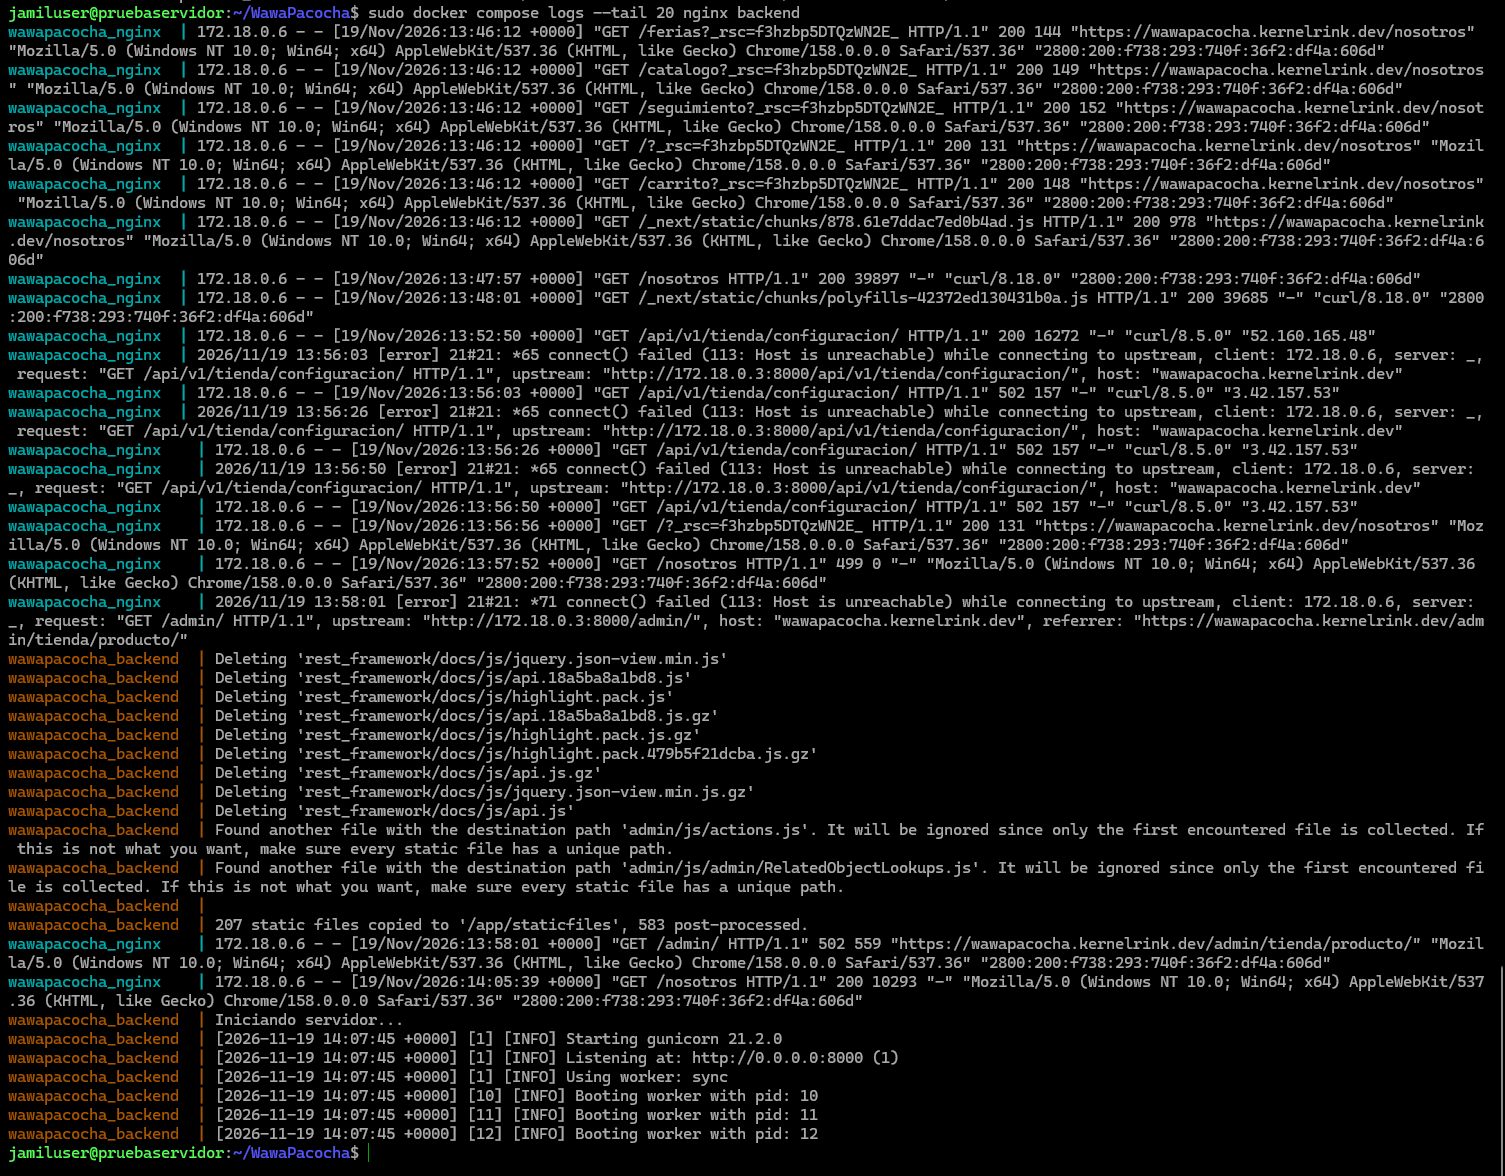 jamiluser@pruebaservidor:~/WawaPacocha$ sudo docker compose logs --tail 20 nginx backend
wawapacocha_nginx  | 172.18.0.6 - - [19/Nov/2026:13:46:12 +0000] "GET /ferias?_rsc=f3hzbp5DTQzWN2E_ HTTP/1.1" 200 144 "https://wawapacocha.kernelrink.dev/nosotros"
"Mozilla/5.0 (Windows NT 10.0; Win64; x64) AppleWebKit/537.36 (KHTML, like Gecko) Chrome/158.0.0.0 Safari/537.36" "2800:200:f738:293:740f:36f2:df4a:606d"
wawapacocha_nginx  | 172.18.0.6 - - [19/Nov/2026:13:46:12 +0000] "GET /catalogo?_rsc=f3hzbp5DTQzWN2E_ HTTP/1.1" 200 149 "https://wawapacocha.kernelrink.dev/nosotros
" "Mozilla/5.0 (Windows NT 10.0; Win64; x64) AppleWebKit/537.36 (KHTML, like Gecko) Chrome/158.0.0.0 Safari/537.36" "2800:200:f738:293:740f:36f2:df4a:606d"
wawapacocha_nginx  | 172.18.0.6 - - [19/Nov/2026:13:46:12 +0000] "GET /seguimiento?_rsc=f3hzbp5DTQzWN2E_ HTTP/1.1" 200 152 "https://wawapacocha.kernelrink.dev/nosot
ros" "Mozilla/5.0 (Windows NT 10.0; Win64; x64) AppleWebKit/537.36 (KHTML, like Gecko) Chrome/158.0.0.0 Safari/537.36" "2800:200:f738:293:740f:36f2:df4a:606d"
wawapacocha_nginx  | 172.18.0.6 - - [19/Nov/2026:13:46:12 +0000] "GET /?_rsc=f3hzbp5DTQzWN2E_ HTTP/1.1" 200 131 "https://wawapacocha.kernelrink.dev/nosotros" "Mozil
la/5.0 (Windows NT 10.0; Win64; x64) AppleWebKit/537.36 (KHTML, like Gecko) Chrome/158.0.0.0 Safari/537.36" "2800:200:f738:293:740f:36f2:df4a:606d"
wawapacocha_nginx  | 172.18.0.6 - - [19/Nov/2026:13:46:12 +0000] "GET /carrito?_rsc=f3hzbp5DTQzWN2E_ HTTP/1.1" 200 148 "https://wawapacocha.kernelrink.dev/nosotros"
 "Mozilla/5.0 (Windows NT 10.0; Win64; x64) AppleWebKit/537.36 (KHTML, like Gecko) Chrome/158.0.0.0 Safari/537.36" "2800:200:f738:293:740f:36f2:df4a:606d"
wawapacocha_nginx  | 172.18.0.6 - - [19/Nov/2026:13:46:12 +0000] "GET /_next/static/chunks/878.61e7ddac7ed0b4ad.js HTTP/1.1" 200 978 "https://wawapacocha.kernelrink
.dev/nosotros" "Mozilla/5.0 (Windows NT 10.0; Win64; x64) AppleWebKit/537.36 (KHTML, like Gecko) Chrome/158.0.0.0 Safari/537.36" "2800:200:f738:293:740f:36f2:df4a:6
06d"
wawapacocha_nginx  | 172.18.0.6 - - [19/Nov/2026:13:47:57 +0000] "GET /nosotros HTTP/1.1" 200 39897 "-" "curl/8.18.0" "2800:200:f738:293:740f:36f2:df4a:606d"
wawapacocha_nginx  | 172.18.0.6 - - [19/Nov/2026:13:48:01 +0000] "GET /_next/static/chunks/polyfills-42372ed130431b0a.js HTTP/1.1" 200 39685 "-" "curl/8.18.0" "2800
:200:f738:293:740f:36f2:df4a:606d"
wawapacocha_nginx  | 172.18.0.6 - - [19/Nov/2026:13:52:50 +0000] "GET /api/v1/tienda/configuracion/ HTTP/1.1" 200 16272 "-" "curl/8.5.0" "52.160.165.48"
wawapacocha_nginx  | 2026/11/19 13:56:03 [error] 21#21: *65 connect() failed (113: Host is unreachable) while connecting to upstream, client: 172.18.0.6, server: _,
 request: "GET /api/v1/tienda/configuracion/ HTTP/1.1", upstream: "http://172.18.0.3:8000/api/v1/tienda/configuracion/", host: "wawapacocha.kernelrink.dev"
wawapacocha_nginx  | 172.18.0.6 - - [19/Nov/2026:13:56:03 +0000] "GET /api/v1/tienda/configuracion/ HTTP/1.1" 502 157 "-" "curl/8.5.0" "3.42.157.53"
wawapacocha_nginx  | 2026/11/19 13:56:26 [error] 21#21: *65 connect() failed (113: Host is unreachable) while connecting to upstream, client: 172.18.0.6, server: _,
 request: "GET /api/v1/tienda/configuracion/ HTTP/1.1", upstream: "http://172.18.0.3:8000/api/v1/tienda/configuracion/", host: "wawapacocha.kernelrink.dev"
wawapacocha_nginx    | 172.18.0.6 - - [19/Nov/2026:13:56:26 +0000] "GET /api/v1/tienda/configuracion/ HTTP/1.1" 502 157 "-" "curl/8.5.0" "3.42.157.53"
wawapacocha_nginx    | 2026/11/19 13:56:50 [error] 21#21: *65 connect() failed (113: Host is unreachable) while connecting to upstream, client: 172.18.0.6, server:
_, request: "GET /api/v1/tienda/configuracion/ HTTP/1.1", upstream: "http://172.18.0.3:8000/api/v1/tienda/configuracion/", host: "wawapacocha.kernelrink.dev"
wawapacocha_nginx    | 172.18.0.6 - - [19/Nov/2026:13:56:50 +0000] "GET /api/v1/tienda/configuracion/ HTTP/1.1" 502 157 "-" "curl/8.5.0" "3.42.157.53"
wawapacocha_nginx    | 172.18.0.6 - - [19/Nov/2026:13:56:56 +0000] "GET /?_rsc=f3hzbp5DTQzWN2E_ HTTP/1.1" 200 131 "https://wawapacocha.kernelrink.dev/nosotros" "Moz
illa/5.0 (Windows NT 10.0; Win64; x64) AppleWebKit/537.36 (KHTML, like Gecko) Chrome/158.0.0.0 Safari/537.36" "2800:200:f738:293:740f:36f2:df4a:606d"
wawapacocha_nginx    | 172.18.0.6 - - [19/Nov/2026:13:57:52 +0000] "GET /nosotros HTTP/1.1" 499 0 "-" "Mozilla/5.0 (Windows NT 10.0; Win64; x64) AppleWebKit/537.36
(KHTML, like Gecko) Chrome/158.0.0.0 Safari/537.36" "2800:200:f738:293:740f:36f2:df4a:606d"
wawapacocha_nginx    | 2026/11/19 13:58:01 [error] 21#21: *71 connect() failed (113: Host is unreachable) while connecting to upstream, client: 172.18.0.6, server:
_, request: "GET /admin/ HTTP/1.1", upstream: "http://172.18.0.3:8000/admin/", host: "wawapacocha.kernelrink.dev", referrer: "https://wawapacocha.kernelrink.dev/adm
in/tienda/producto/"
wawapacocha_backend  | Deleting 'rest_framework/docs/js/jquery.json-view.min.js'
wawapacocha_backend  | Deleting 'rest_framework/docs/js/api.18a5ba8a1bd8.js'
wawapacocha_backend  | Deleting 'rest_framework/docs/js/highlight.pack.js'
wawapacocha_backend  | Deleting 'rest_framework/docs/js/api.18a5ba8a1bd8.js.gz'
wawapacocha_backend  | Deleting 'rest_framework/docs/js/highlight.pack.js.gz'
wawapacocha_backend  | Deleting 'rest_framework/docs/js/highlight.pack.479b5f21dcba.js.gz'
wawapacocha_backend  | Deleting 'rest_framework/docs/js/api.js.gz'
wawapacocha_backend  | Deleting 'rest_framework/docs/js/jquery.json-view.min.js.gz'
wawapacocha_backend  | Deleting 'rest_framework/docs/js/api.js'
wawapacocha_backend  | Found another file with the destination path 'admin/js/actions.js'. It will be ignored since only the first encountered file is collected. If
 this is not what you want, make sure every static file has a unique path.
wawapacocha_backend  | Found another file with the destination path 'admin/js/admin/RelatedObjectLookups.js'. It will be ignored since only the first encountered fi
le is collected. If this is not what you want, make sure every static file has a unique path.
wawapacocha_backend  |
wawapacocha_backend  | 207 static files copied to '/app/staticfiles', 583 post-processed.
wawapacocha_nginx    | 172.18.0.6 - - [19/Nov/2026:13:58:01 +0000] "GET /admin/ HTTP/1.1" 502 559 "https://wawapacocha.kernelrink.dev/admin/tienda/producto/" "Mozil
la/5.0 (Windows NT 10.0; Win64; x64) AppleWebKit/537.36 (KHTML, like Gecko) Chrome/158.0.0.0 Safari/537.36" "2800:200:f738:293:740f:36f2:df4a:606d"
wawapacocha_nginx    | 172.18.0.6 - - [19/Nov/2026:14:05:39 +0000] "GET /nosotros HTTP/1.1" 200 10293 "-" "Mozilla/5.0 (Windows NT 10.0; Win64; x64) AppleWebKit/537
.36 (KHTML, like Gecko) Chrome/158.0.0.0 Safari/537.36" "2800:200:f738:293:740f:36f2:df4a:606d"
wawapacocha_backend  | Iniciando servidor...
wawapacocha_backend  | [2026-11-19 14:07:45 +0000] [1] [INFO] Starting gunicorn 21.2.0
wawapacocha_backend  | [2026-11-19 14:07:45 +0000] [1] [INFO] Listening at: http://0.0.0.0:8000 (1)
wawapacocha_backend  | [2026-11-19 14:07:45 +0000] [1] [INFO] Using worker: sync
wawapacocha_backend  | [2026-11-19 14:07:45 +0000] [10] [INFO] Booting worker with pid: 10
wawapacocha_backend  | [2026-11-19 14:07:45 +0000] [11] [INFO] Booting worker with pid: 11
wawapacocha_backend  | [2026-11-19 14:07:45 +0000] [12] [INFO] Booting worker with pid: 12
jamiluser@pruebaservidor:~/WawaPacocha$